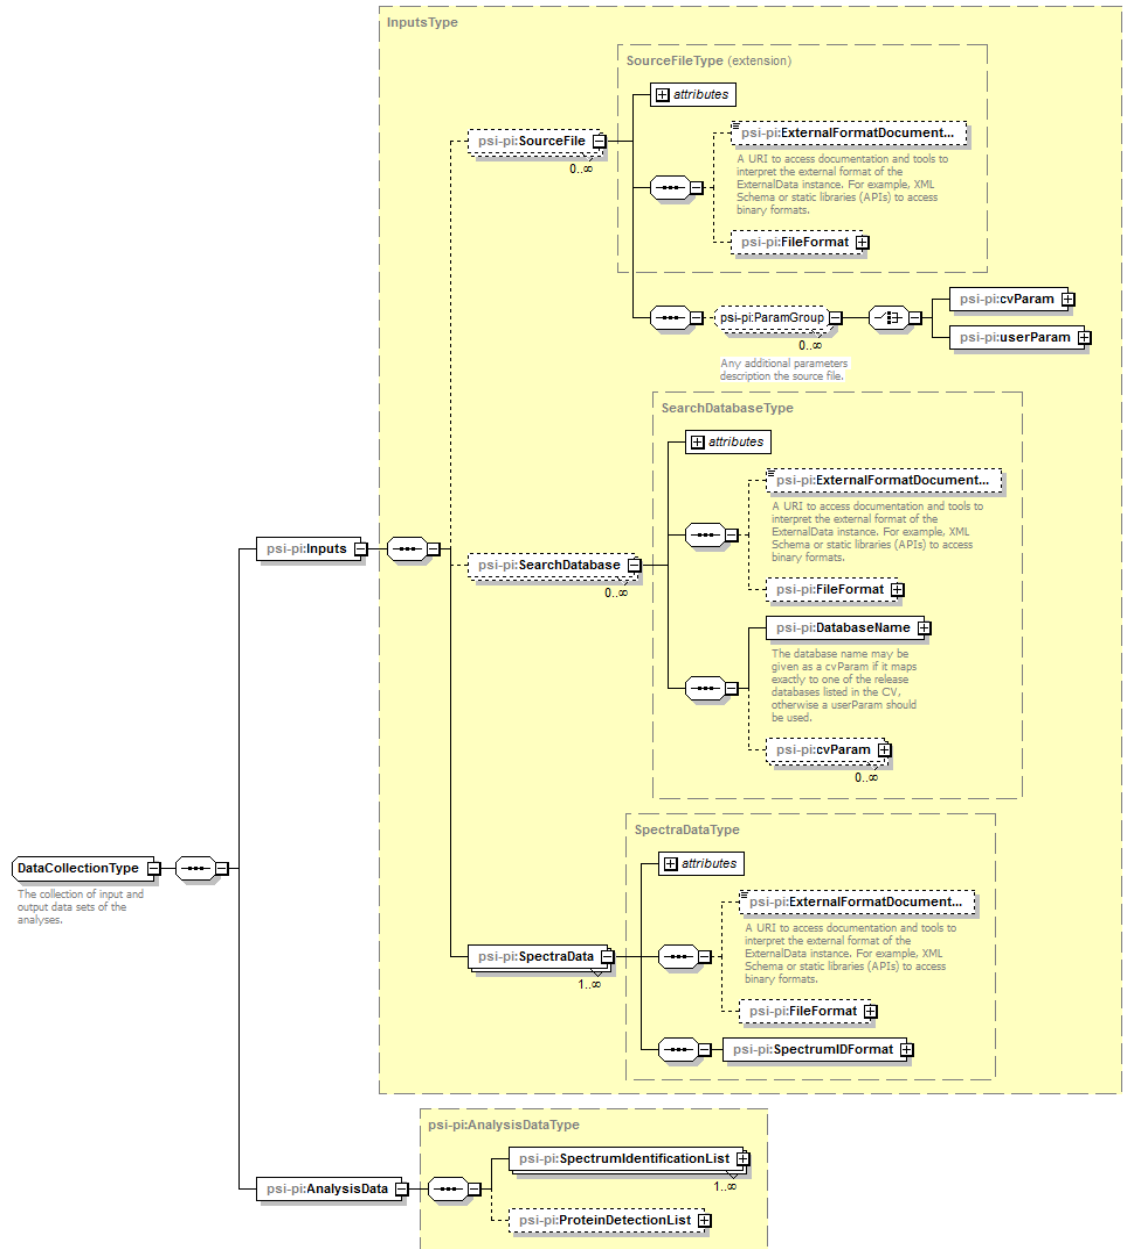 InputsType
SourceFileType (extension)
attributes
psi-pi:ExternalFormatDocument...
A URI to access documentation and tools to
interpret the external format of the
ExternalData instance. For example, XML
Schema or static libraries (APIs) to access
binary formats.
psi-pi:SourceFile
0..∞
psi-pi:FileFormat
psi-pi:ParamGroup
0..∞
Any additional parameters
description the source file.
psi-pi:cvParam
psi-pi:userParam
SearchDatabaseType
attributes
psi-pi:ExternalFormatDocument...
A URI to access documentation and tools to
interpret the external format of the
ExternalData instance. For example, XML
Schema or static libraries (APIs) to access
binary formats.
psi-pi:Inputs
psi-pi:SearchDatabase
0..∞
psi-pi:FileFormat
psi-pi:DatabaseName
The database name may be
given as a cvParam if it maps
exactly to one of the release
databases listed in the CV,
otherwise a userParam should
be used.
psi-pi:cvParam
0..∞
SpectraDataType
attributes
DataCollectionType
The collection of input and
output data sets of the
analyses.
psi-pi:ExternalFormatDocument...
A URI to access documentation and tools to
interpret the external format of the
ExternalData instance. For example, XML
Schema or static libraries (APIs) to access
binary formats.
psi-pi:SpectraData
1..∞
psi-pi:FileFormat
psi-pi:SpectrumIDFormat
psi-pi:AnalysisDataType
psi-pi:SpectrumIdentificationList
1..∞
psi-pi:AnalysisData
psi-pi:ProteinDetectionList